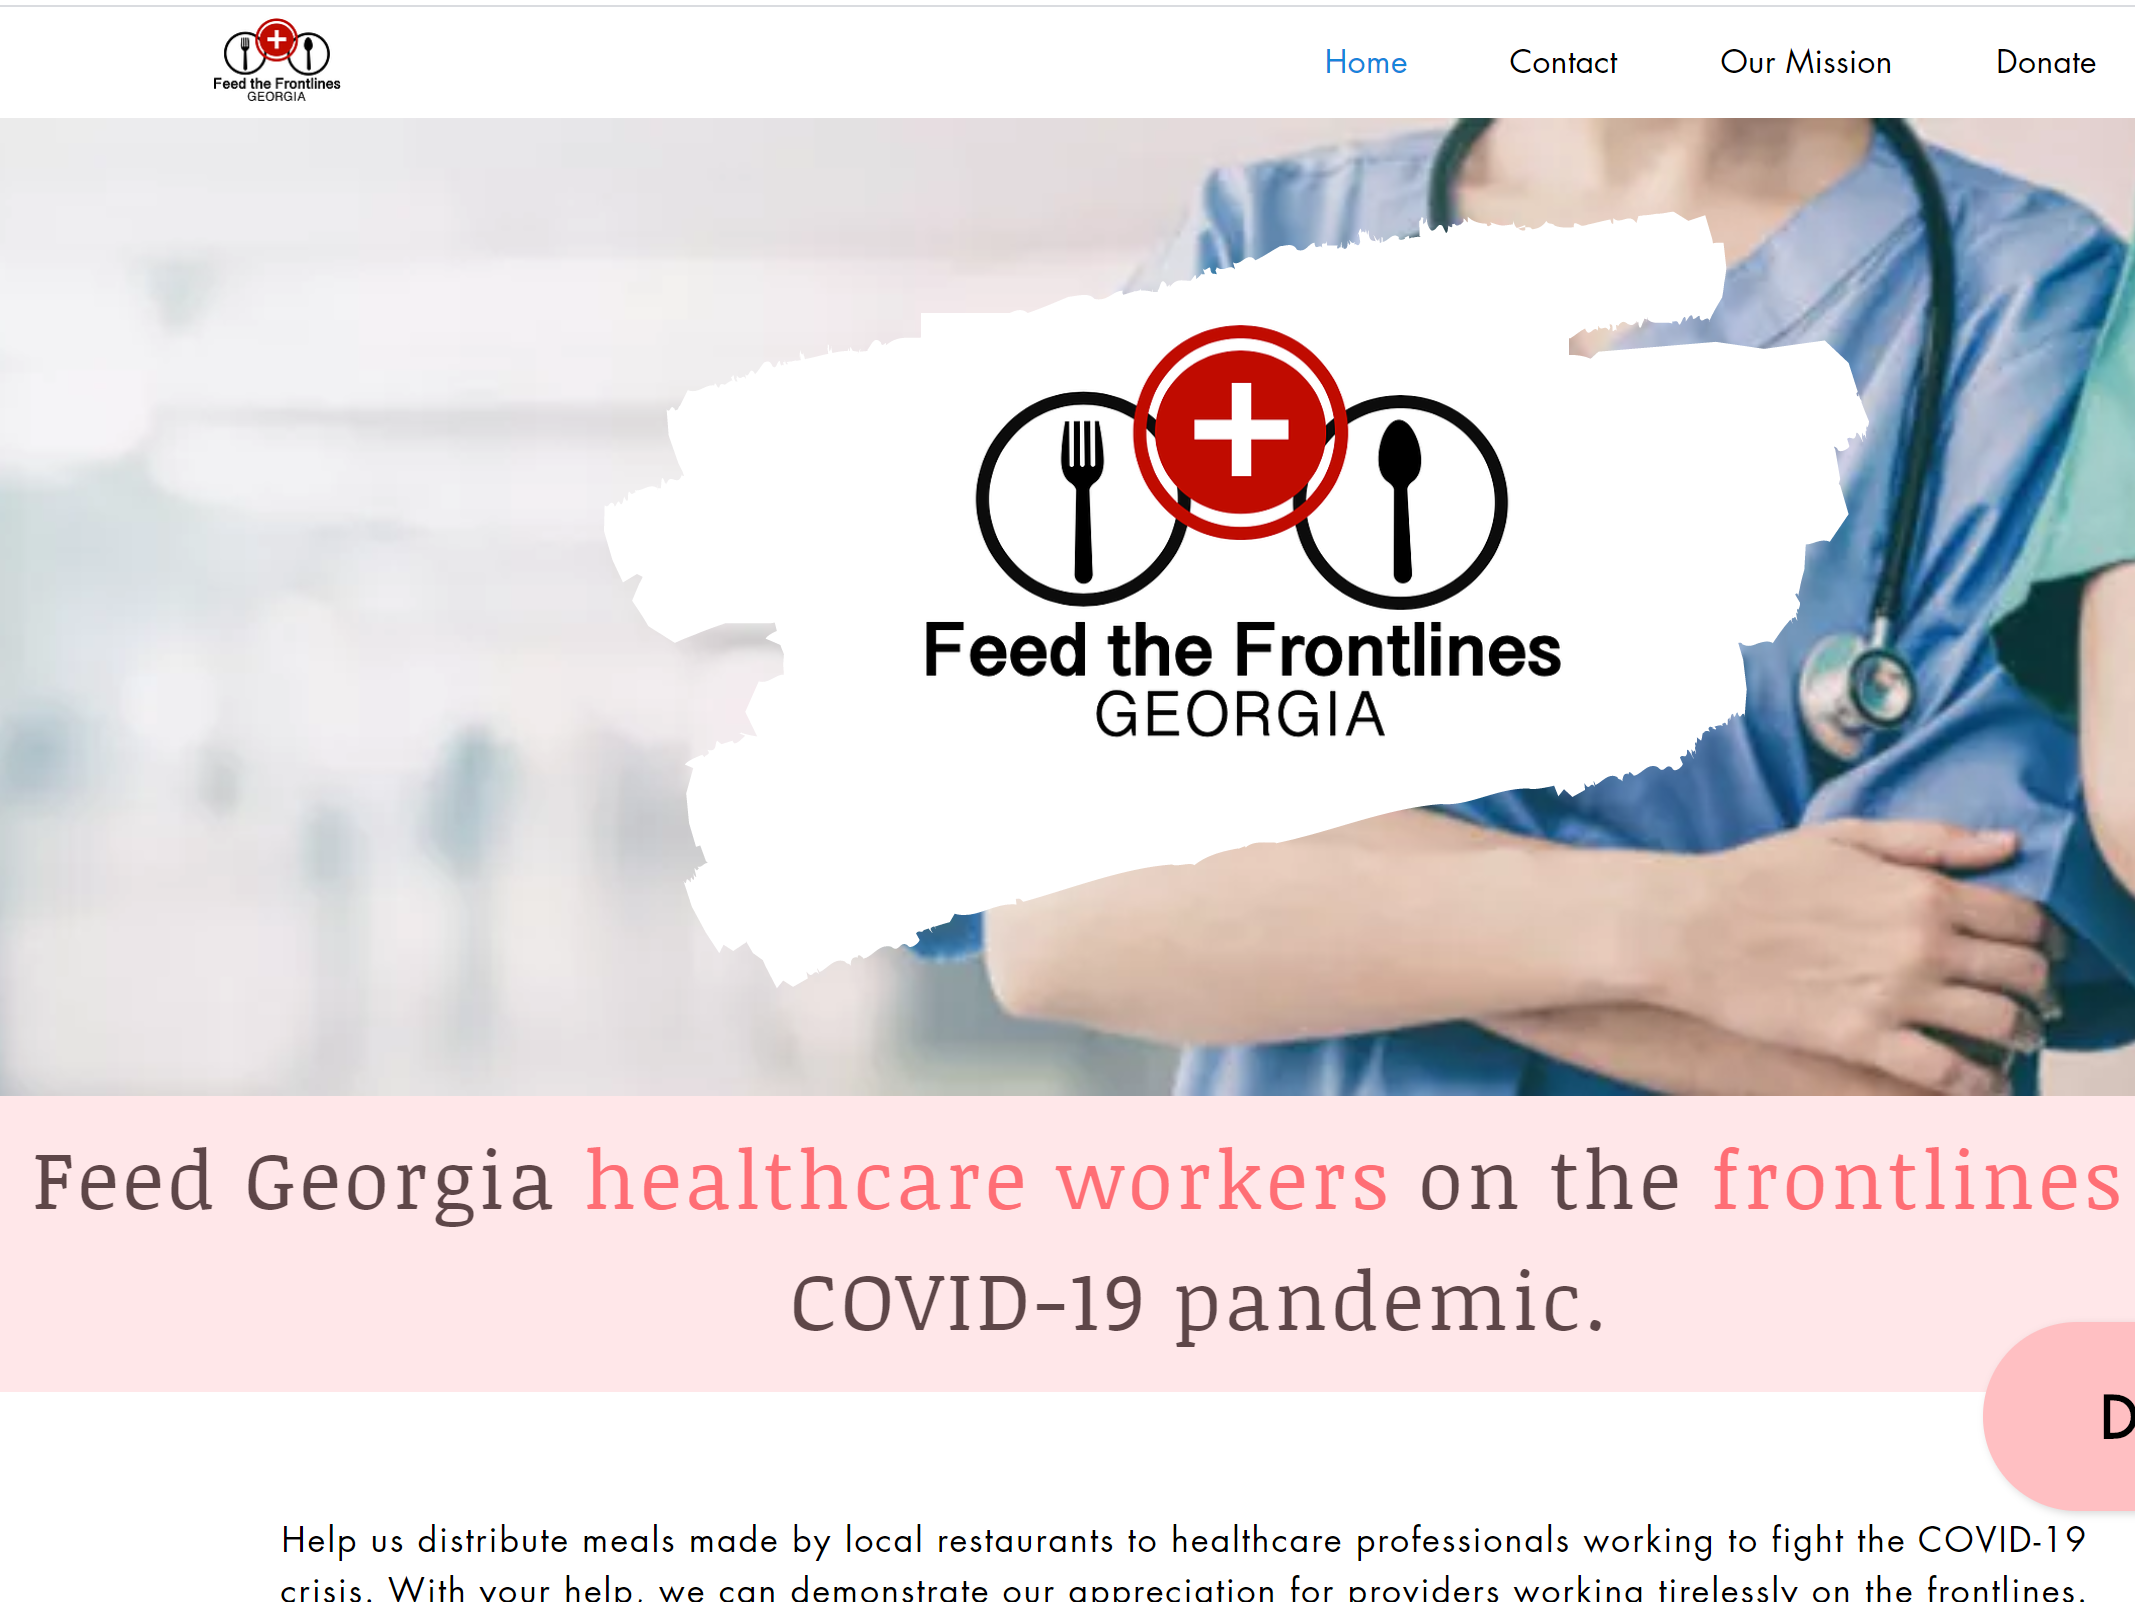 Feed the Frontlines
GEORGIA
Home Contact Our Mission Donate
Feed the Frontlines
GEORGIA
Feed Georgia healthcare workers on the frontlines
COVID-19 pandemic.
D
Help us distribute meals made by local restaurants to healthcare professionals working to fight the COVID-19
crisis. With your help, we can demonstrate our appreciation for providers working tirelessly on the frontlines.